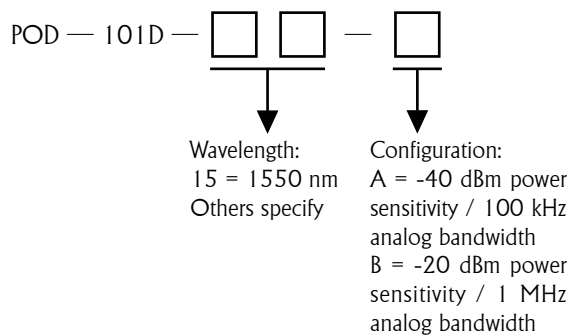 POD — 101D — —
Wavelength:
15 = 1550 nm
Others specify
Configuration:
A = -40 dBm power
sensitivity / 100 kHz
analog bandwidth
B = -20 dBm power
sensitivity / 1 MHz
analog bandwidth